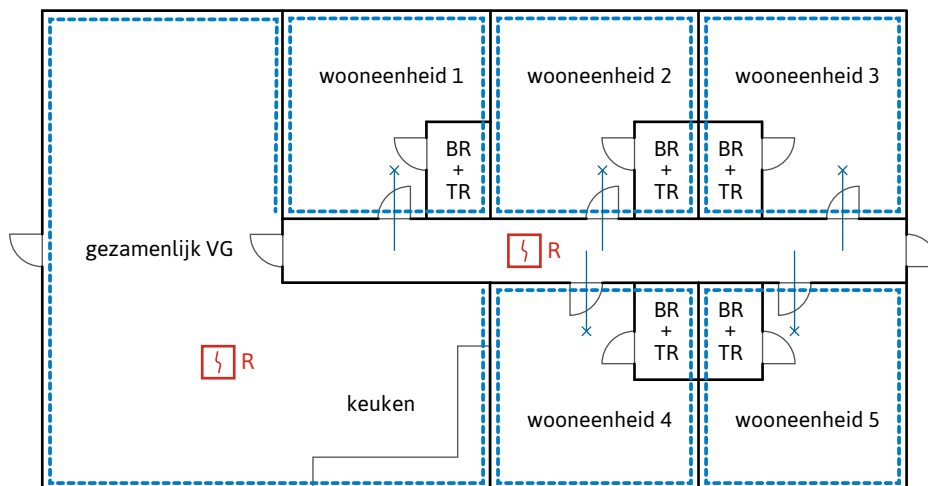 wooneenheid 1
wooneenheid 2
wooneenheid 3
BR
+
TR
BR
+
TR
BR
+
TR
gezamenlijk VG
R
BR
+
TR
BR
+
TR
R
keuken
wooneenheid 4
wooneenheid 5